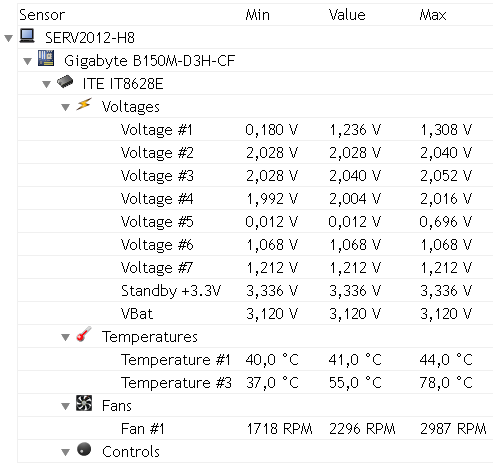 Sensor Min Value Max
SERV2012-H8
Gigabyte B150M-D3H-CF
ITE IT8628E
Voltages
Voltage #1 0,180 V 1,236 V 1,308 V
Voltage #2 2,028 V 2,028 V 2,040 V
Voltage #3 2,028 V 2,040 V 2,052 V
Voltage #4 1,992 V 2,004 V 2,016 V
Voltage #5 0,012 V 0,012 V 0,696 V
Voltage #6 1,068 V 1,068 V 1,068 V
Voltage #7 1,212 V 1,212 V 1,212 V
Standby +3.3V 3,336 V 3,336 V 3,336 V
VBat 3,120 V 3,120 V 3,120 V
Temperatures
Temperature #1 40,0 °C 41,0 °C 44,0 °C
Temperature #3 37,0 °C 55,0 °C 78,0 °C
Fans
Fan #1 1718 RPM 2296 RPM 2987 RPM
Controls